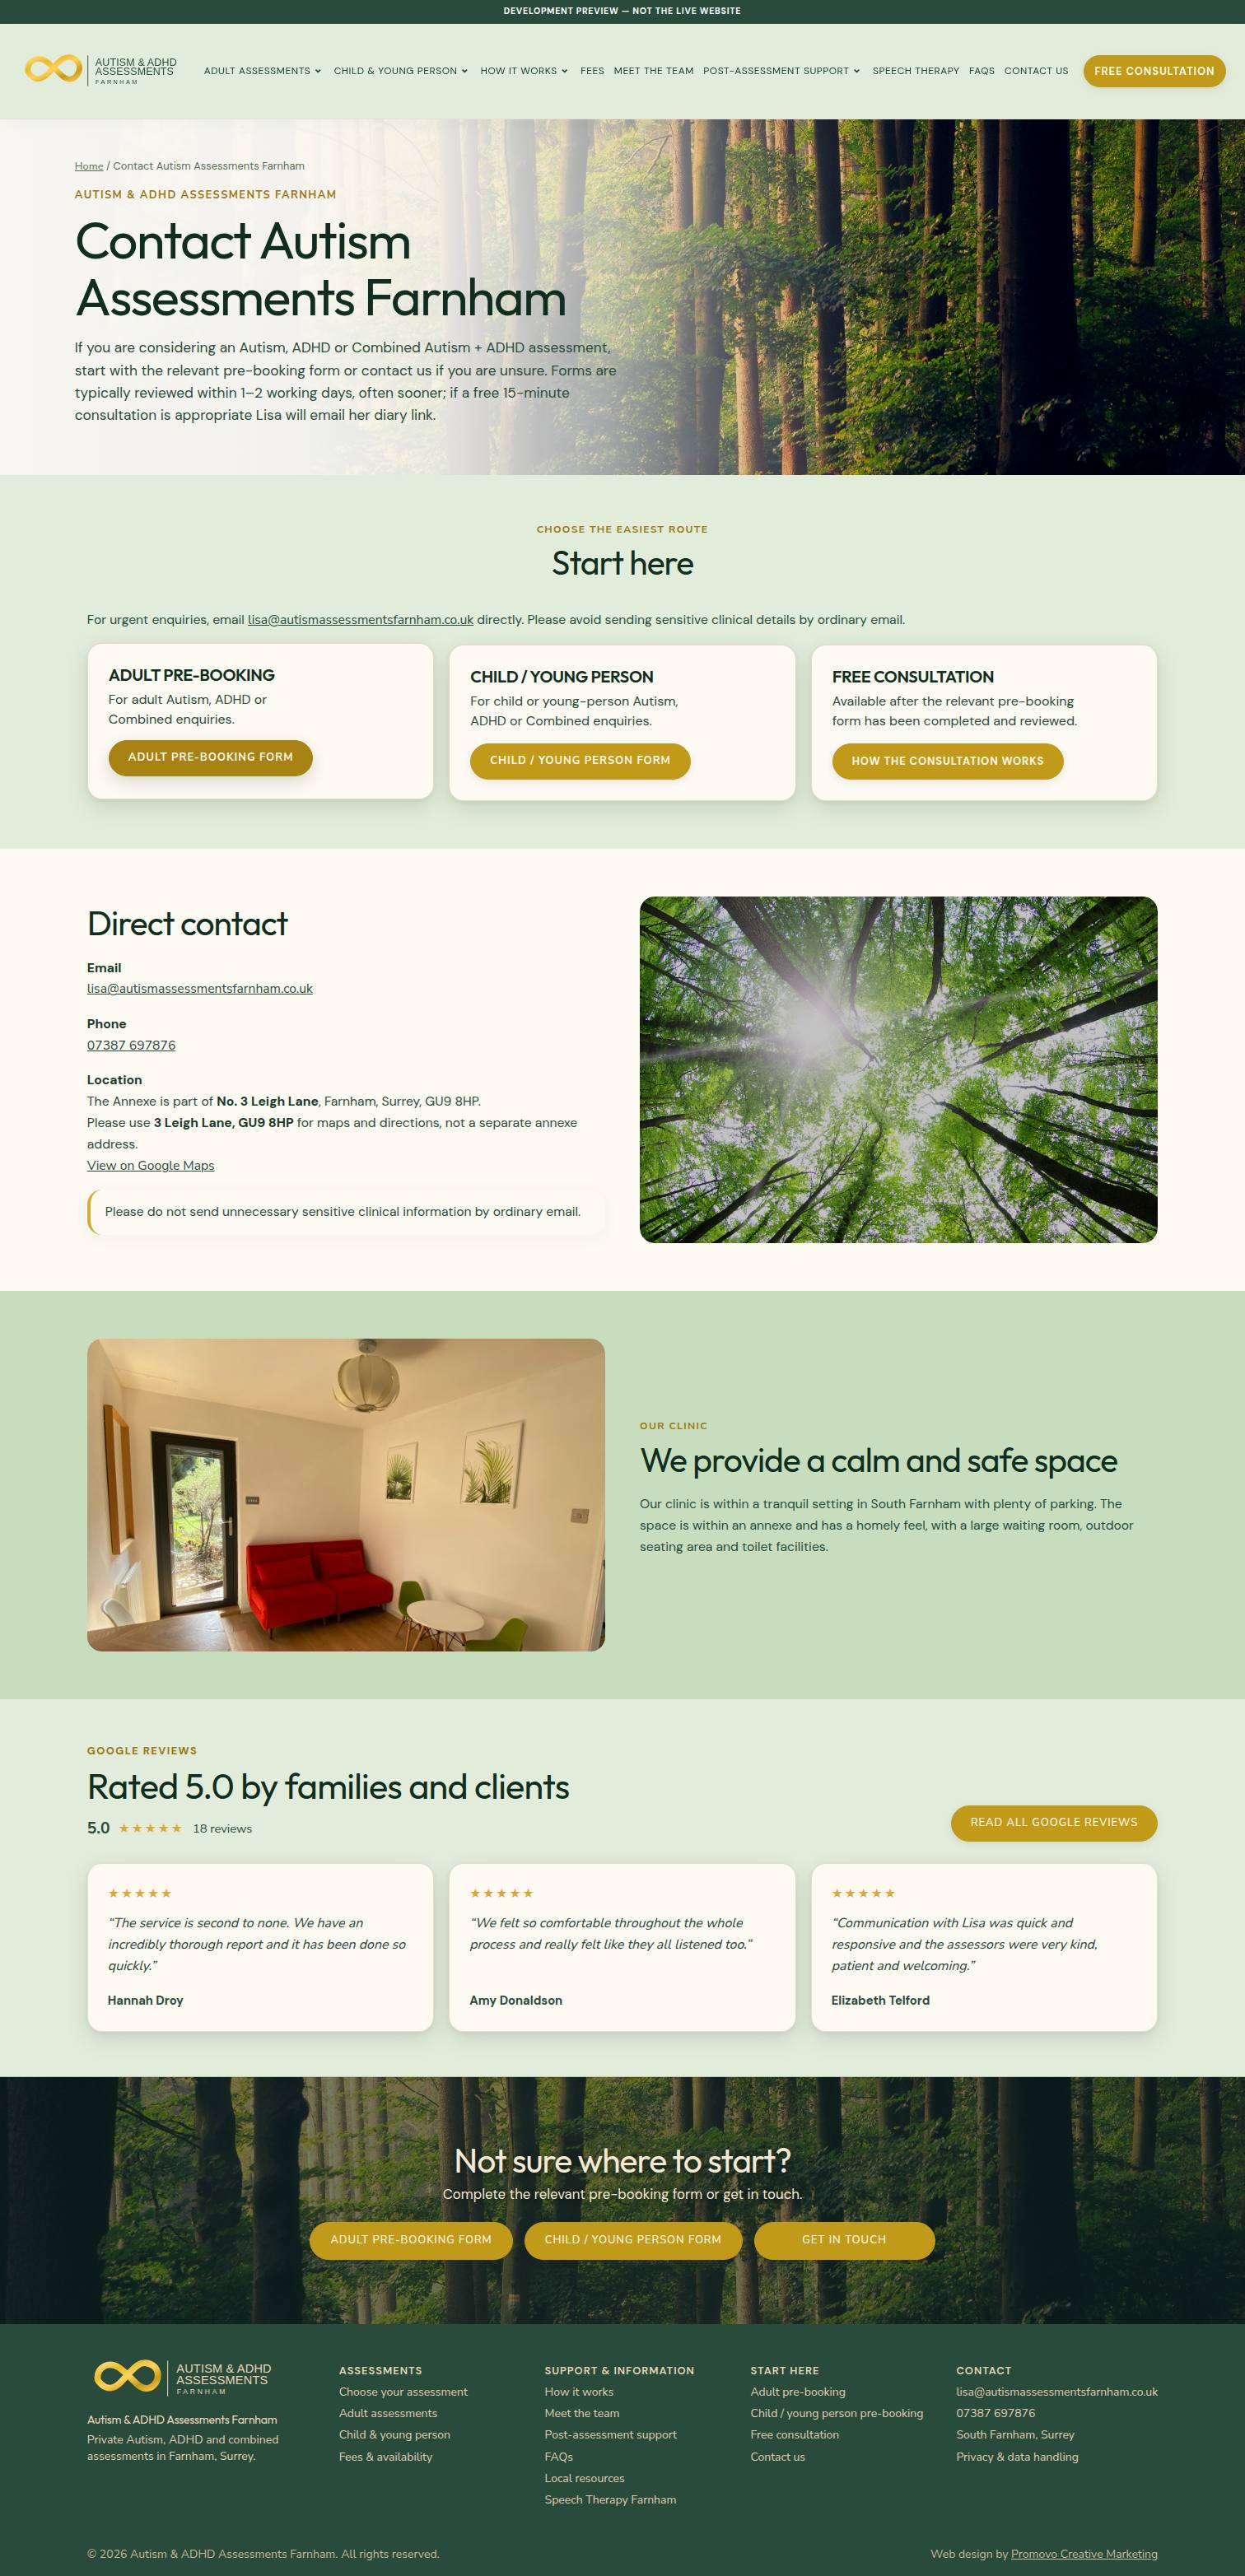 DEVELOPMENT PREVIEW — NOT THE LIVE WEBSITE
AUTISM & ADHD
ASSESSMENTS
FARNHAM
ADULT ASSESSMENTS
CHILD & YOUNG PERSON
HOW IT WORKS
FEES
MEET THE TEAM
POST-ASSESSMENT SUPPORT
SPEECH THERAPY
FAQS
CONTACT US
FREE CONSULTATION
Home / Contact Autism Assessments Farnham
AUTISM & ADHD ASSESSMENTS FARNHAM
Contact Autism
Assessments Farnham
If you are considering an Autism, ADHD or Combined Autism + ADHD assessment,
start with the relevant pre-booking form or contact us if you are unsure. Forms are
typically reviewed within 1–2 working days, often sooner; if a free 15-minute
consultation is appropriate Lisa will email her diary link.
CHOOSE THE EASIEST ROUTE
Start here
For urgent enquiries, email lisa@autismassessmentsfarnham.co.uk directly. Please avoid sending sensitive clinical details by ordinary email.
ADULT PRE-BOOKING
For adult Autism, ADHD or
Combined enquiries.
ADULT PRE-BOOKING FORM
CHILD / YOUNG PERSON
For child or young-person Autism,
ADHD or Combined enquiries.
CHILD / YOUNG PERSON FORM
FREE CONSULTATION
Available after the relevant pre-booking
form has been completed and reviewed.
HOW THE CONSULTATION WORKS
Direct contact
Email
lisa@autismassessmentsfarnham.co.uk
Phone
07387 697876
Location
The Annexe is part of No. 3 Leigh Lane, Farnham, Surrey, GU9 8HP.
Please use 3 Leigh Lane, GU9 8HP for maps and directions, not a separate annexe
address.
View on Google Maps
Please do not send unnecessary sensitive clinical information by ordinary email.
OUR CLINIC
We provide a calm and safe space
Our clinic is within a tranquil setting in South Farnham with plenty of parking. The
space is within an annexe and has a homely feel, with a large waiting room, outdoor
seating area and toilet facilities.
GOOGLE REVIEWS
Rated 5.0 by families and clients
5.0 ★★★★★ 18 reviews
READ ALL GOOGLE REVIEWS
★★★★★
“The service is second to none. We have an
incredibly thorough report and it has been done so
quickly.”
Hannah Droy
★★★★★
“We felt so comfortable throughout the whole
process and really felt like they all listened too.”
Amy Donaldson
★★★★★
“Communication with Lisa was quick and
responsive and the assessors were very kind,
patient and welcoming.”
Elizabeth Telford
Not sure where to start?
Complete the relevant pre-booking form or get in touch.
ADULT PRE-BOOKING FORM
CHILD / YOUNG PERSON FORM
GET IN TOUCH
AUTISM & ADHD
ASSESSMENTS
FARNHAM
Autism & ADHD Assessments Farnham
Private Autism, ADHD and combined
assessments in Farnham, Surrey.
ASSESSMENTS
Choose your assessment
Adult assessments
Child & young person
Fees & availability
SUPPORT & INFORMATION
How it works
Meet the team
Post-assessment support
FAQs
Local resources
Speech Therapy Farnham
START HERE
Adult pre-booking
Child / young person pre-booking
Free consultation
Contact us
CONTACT
lisa@autismassessmentsfarnham.co.uk
07387 697876
South Farnham, Surrey
Privacy & data handling
© 2026 Autism & ADHD Assessments Farnham. All rights reserved.
Web design by Promovo Creative Marketing